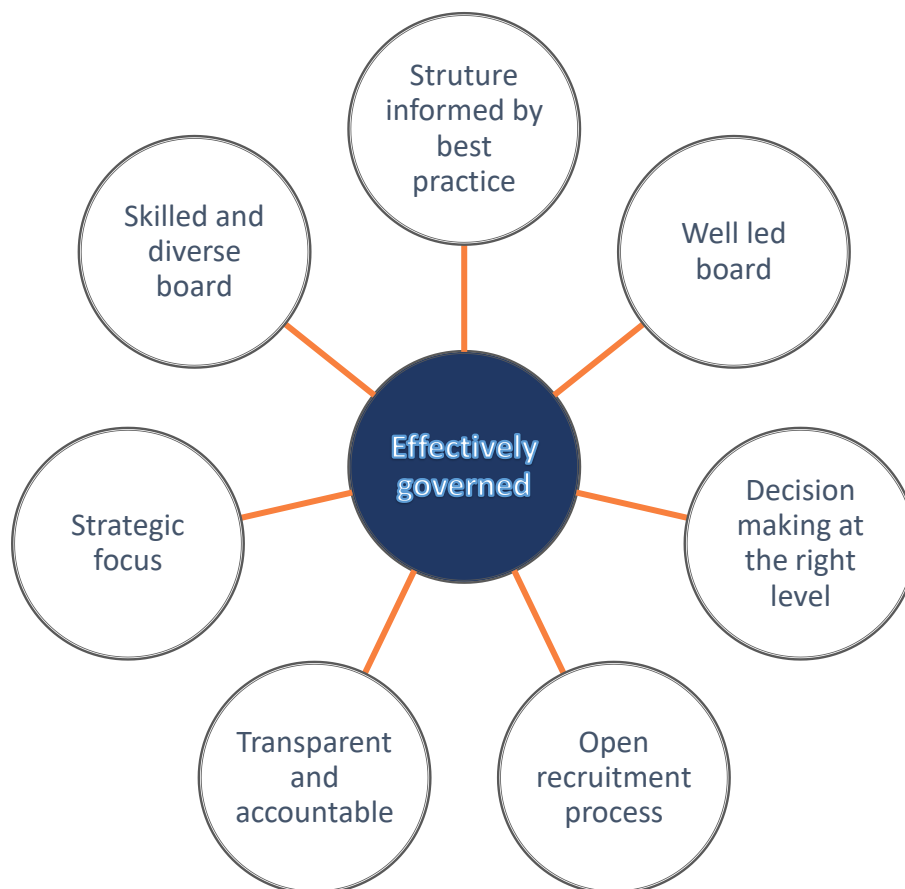 Struture
informed by
best
practice
Skilled and
diverse
board
Well led
board
Effectively
governed
Strategic
focus
Decision
making at
the right
level
Transparent
and
accountable
Open
recruitment
process